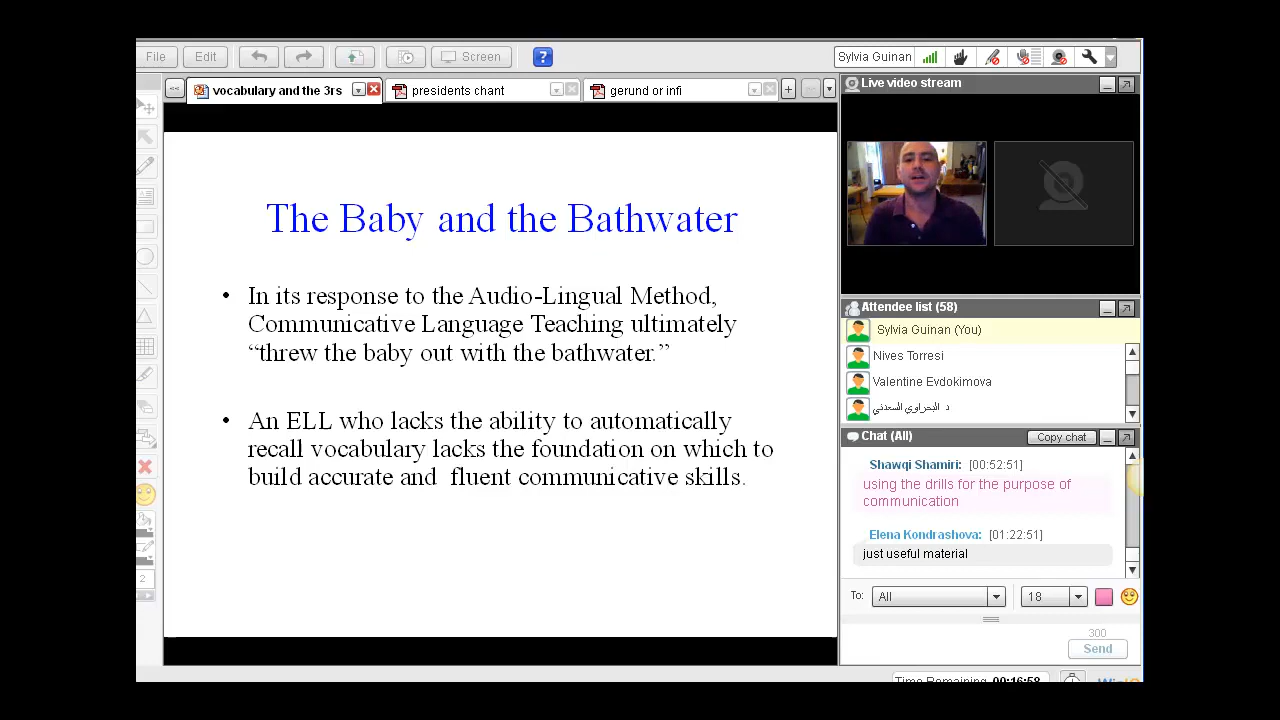 File
Edit
Screen
?
Sylvia Guinan
<<
vocabulary and the 3rs
presidents chant
gerund or infi
+
Live video stream
The Baby and the Bathwater
• In its response to the Audio-Lingual Method,
Communicative Language Teaching ultimately
“threw the baby out with the bathwater.”
• An ELL who lacks the ability to automatically
recall vocabulary lacks the foundation on which to
build accurate and fluent communicative skills.
2
Attendee list (58)
Sylvia Guinan (You)
Nives Torresi
Valentine Evdokimova
د البحراوي السعدني
Chat (All)
Copy chat
Shawqi Shamiri: [00:52:51]
using the drills for the purpose of
communication
Elena Kondrashova: [01:22:51]
just useful material
To:
All
18
300
Send
Time Remaining 00:16:58